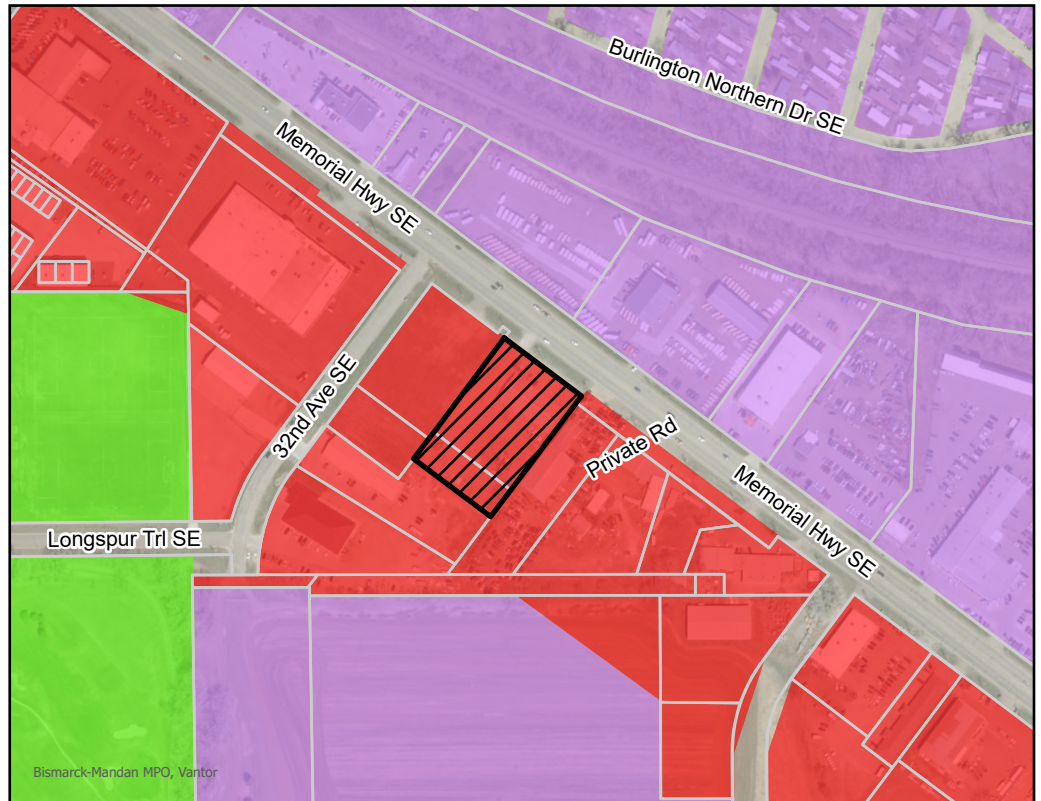 Burlington Northern Dr SE
Memorial Hwy SE
32nd Ave SE
Private Rd
Memorial Hwy SE
Longspur Trl SE
Bismarck-Mandan MPO, Vantor